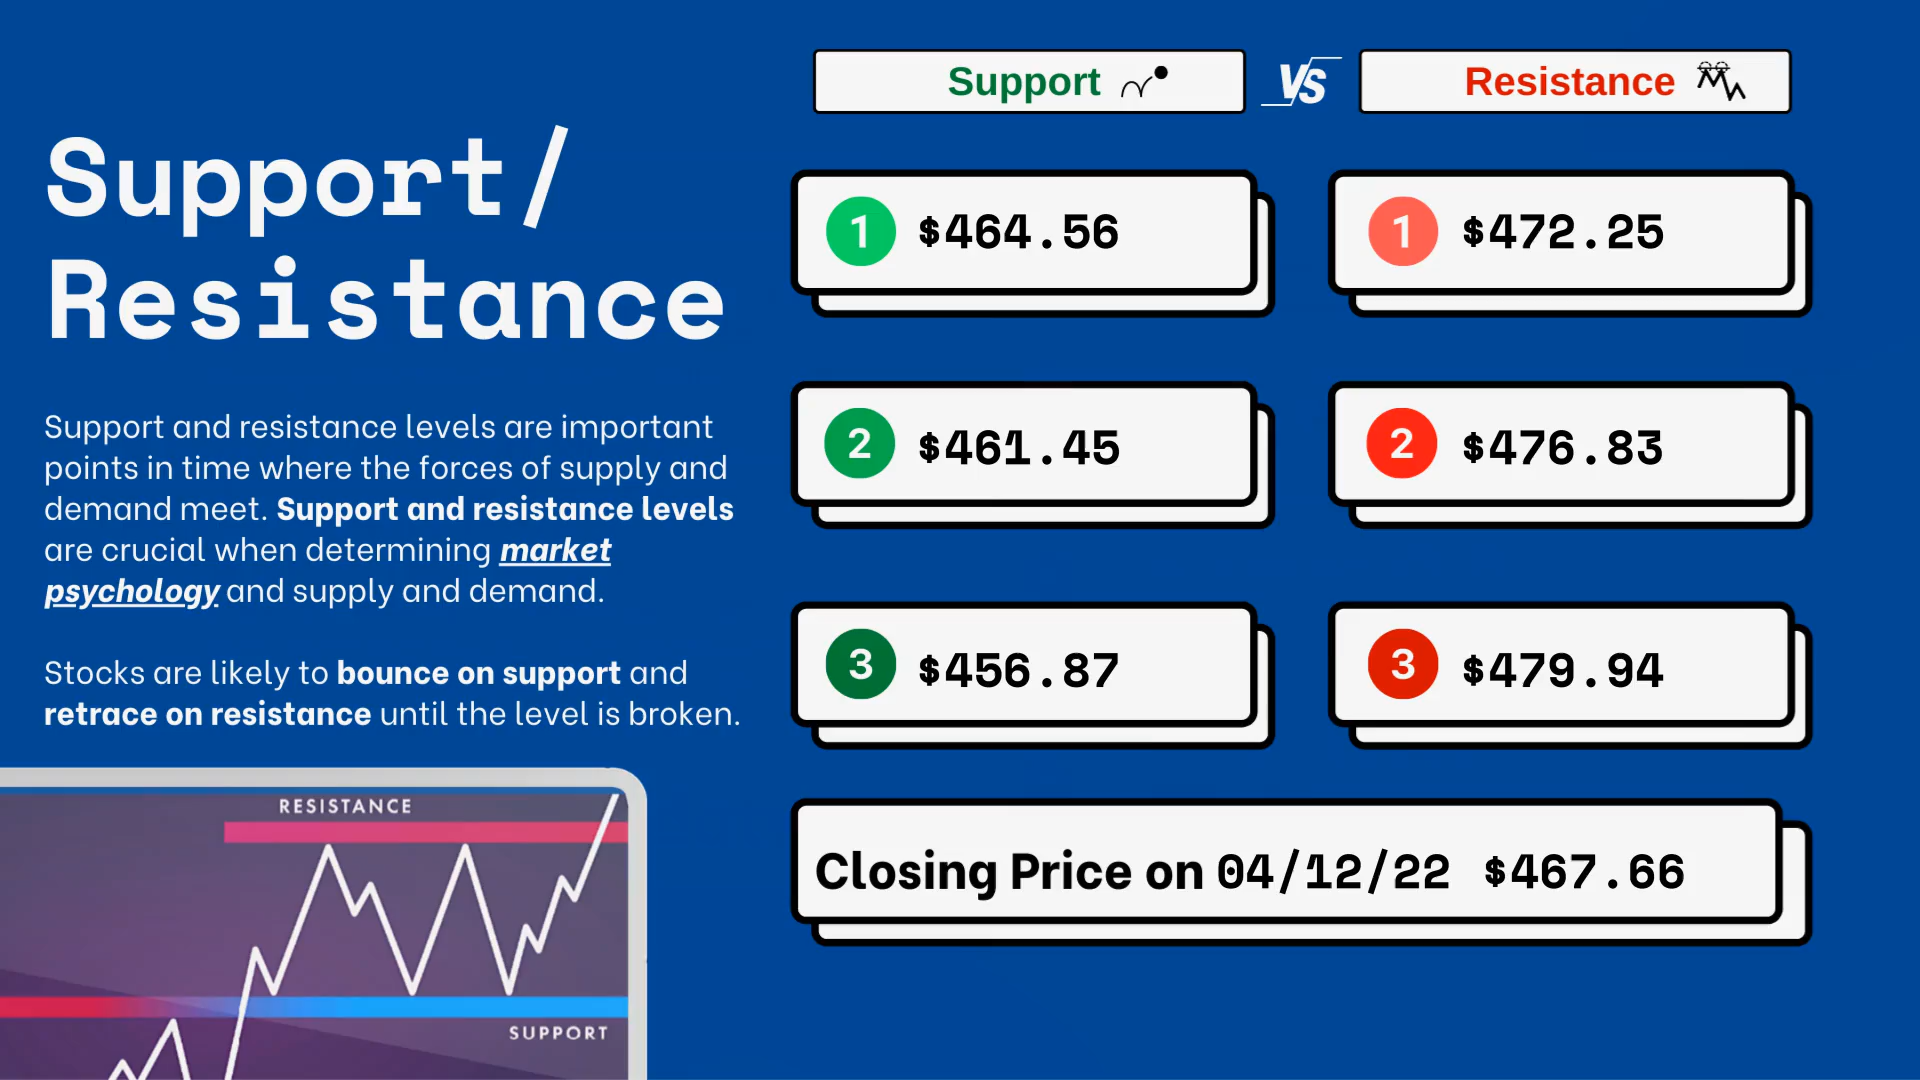 Support/
Resistance
Support and resistance levels are important
points in time where the forces of supply and
demand meet. Support and resistance levels
are crucial when determining market
psychology and supply and demand.
Stocks are likely to bounce on support and
retrace on resistance until the level is broken.
RESISTANCE
SUPPORT
Support VS Resistance
1 $464.56
1 $472.25
2 $461.45
2 $476.83
3 $456.87
3 $479.94
Closing Price on 04/12/22 $467.66